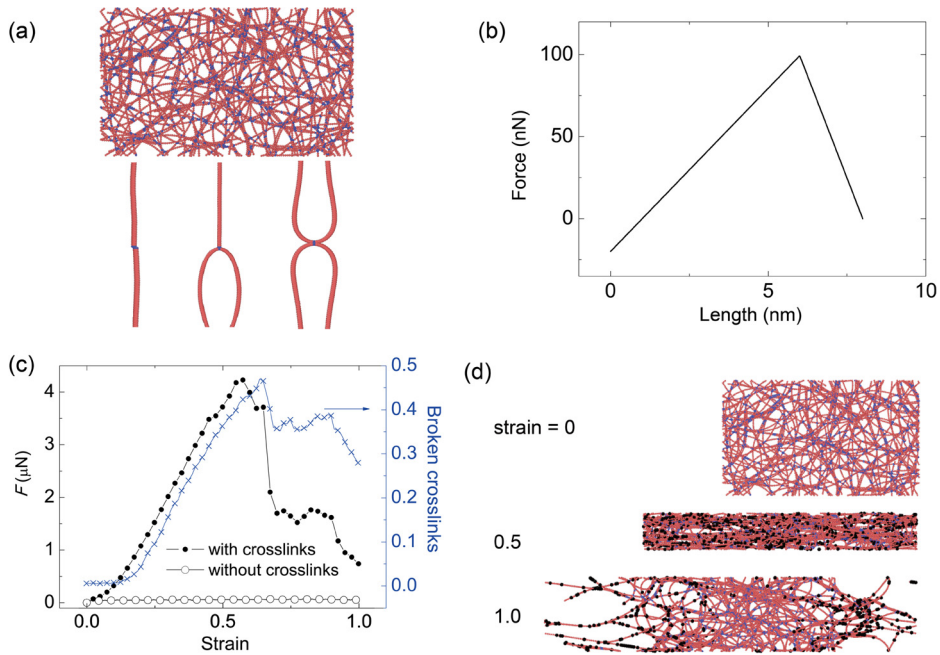 (a)
(b)
Force (nN)
100
50
0
0
5
10
Length (nm)
(c)
F (μN)
4
3
2
1
0
0.5
0.4
0.3
0.2
0.1
0.0
Broken crosslinks
with crosslinks
without crosslinks
0.0
0.5
1.0
Strain
(d)
strain = 0
0.5
1.0